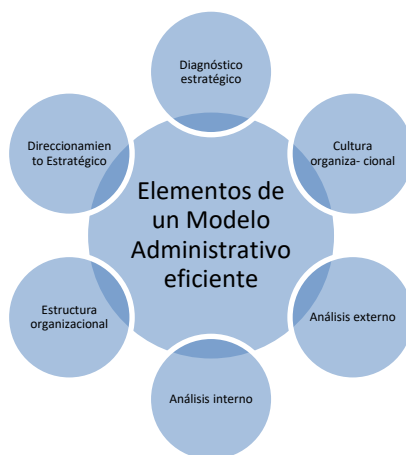 Diagnóstico
estratégico
Direccionamien
to Estratégico
Cultura
organiza- cional
Elementos de
un Modelo
Administrativo
eficiente
Estructura
organizacional
Análisis externo
Análisis interno